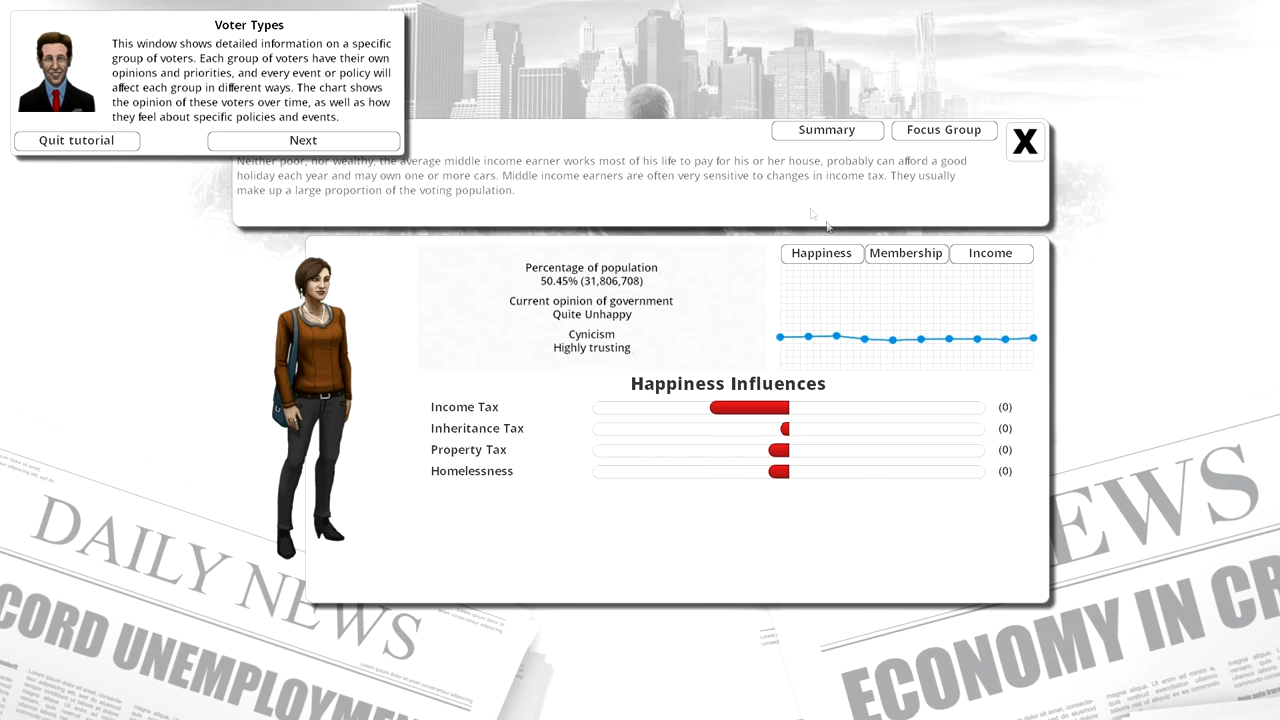 Voter Types
This window shows detailed information on a specific
group of voters. Each group of voters have their own
opinions and priorities, and every event or policy will
affect each group in different ways. The chart shows
the opinion of these voters over time, as well as how
they feel about specific policies and events.
Quit tutorial
Next
Summary
Focus Group
X
Neither poor, nor wealthy, the average middle income earner works most of his life to pay for his or her house, probably can afford a good
holiday each year and may own one or more cars. Middle income earners are often very sensitive to changes in income tax. They usually
make up a large proportion of the voting population.
Percentage of population
50.45% (31,806,708)
Current opinion of government
Quite Unhappy
Cynicism
Highly trusting
Happiness
Membership
Income
Happiness Influences
Income Tax
(0)
Inheritance Tax
(0)
Property Tax
(0)
Homelessness
(0)
DAILY NEWS
CORD UNEMPLOYMEN
EWS
ECONOMY IN CR